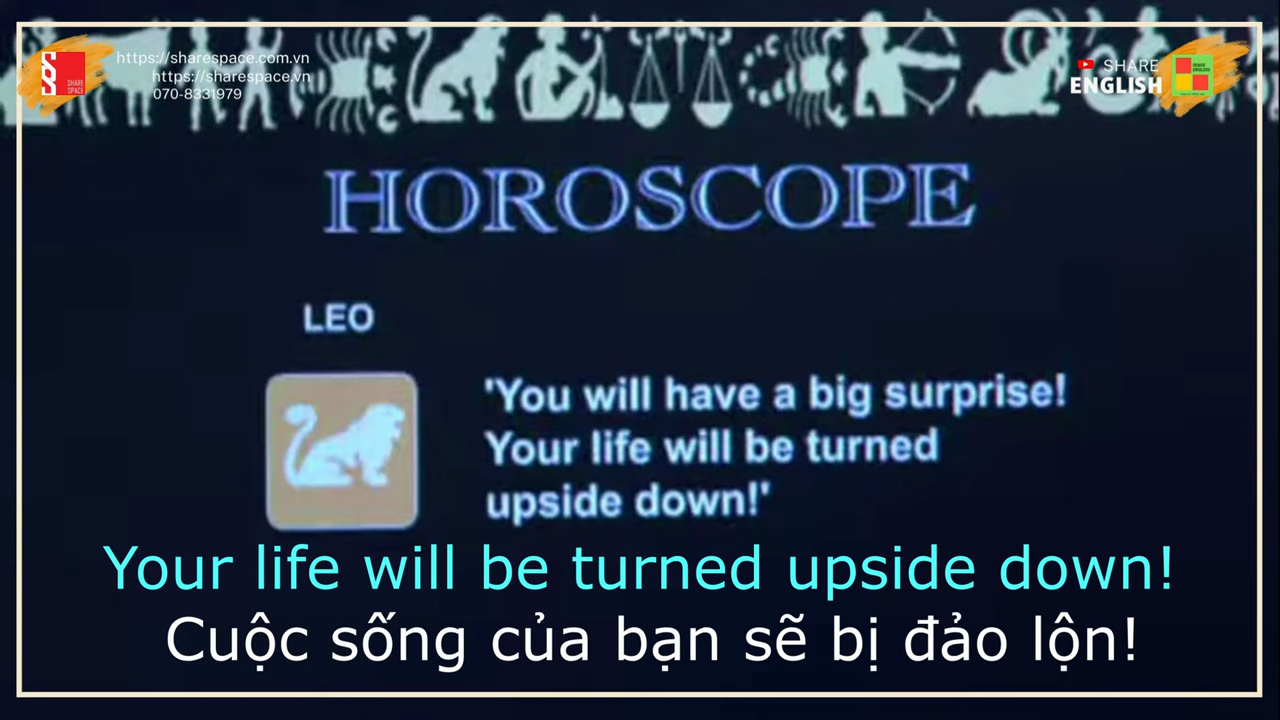 https://sharespace.com.vn
https://sharespace.vn
070-8331979
SHARE
SPACE
SHARE
ENGLISH
HOROSCOPE
LEO
'You will have a big surprise!
Your life will be turned
upside down!'
Your life will be turned upside down!
Cuộc sống của bạn sẽ bị đảo lộn!